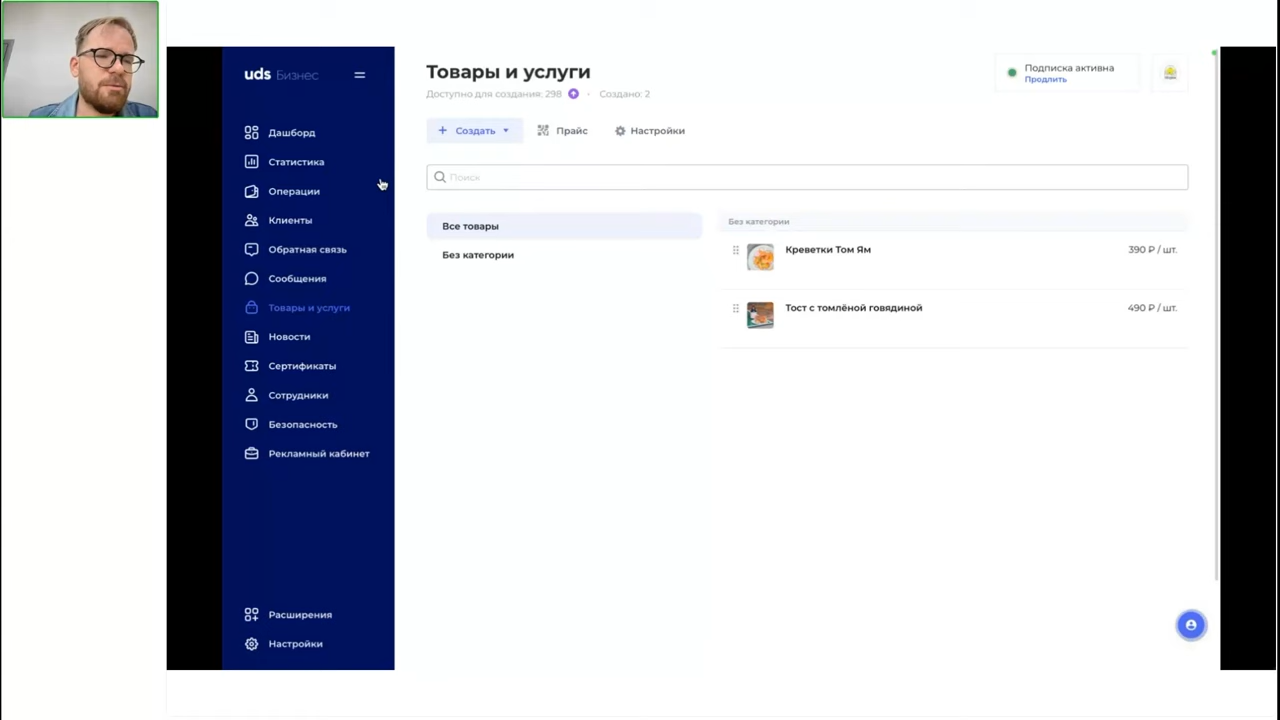 uds Бизнес
Дашборд
Статистика
Операции
Клиенты
Обратная связь
Сообщения
Товары и услуги
Новости
Сертификаты
Сотрудники
Безопасность
Рекламный кабинет
Расширения
Настройки
Товары и услуги
Доступно для создания: 298 · Создано: 2
Подписка активна
Продлить
+ Создать
Прайс
Настройки
Поиск
Все товары
Без категории
Без категории
Креветки Том Ям 390 ₽ / шт.
Тост с томлёной говядиной 490 ₽ / шт.